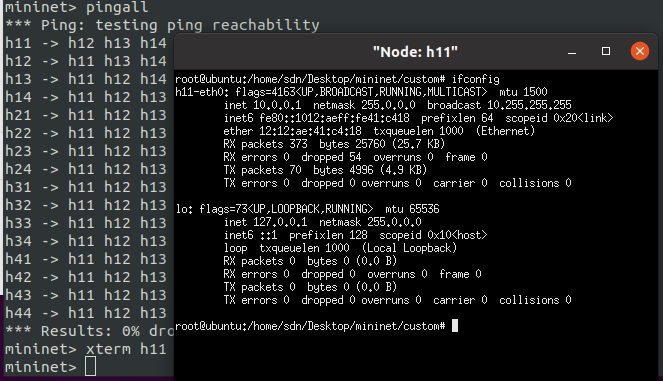 mininet> pingall
*** Ping: testing ping reachability
h11 -> h12 h13 h14
h12 -> h11 h13 h14
h13 -> h11 h12 h14
h14 -> h11 h12 h13
h21 -> h11 h12 h13
h22 -> h11 h12 h13
h23 -> h11 h12 h13
h24 -> h11 h12 h13
h31 -> h11 h12 h13
h32 -> h11 h12 h13
h33 -> h11 h12 h13
h34 -> h11 h12 h13
h41 -> h11 h12 h13
h42 -> h11 h12 h13
h43 -> h11 h12 h13
h44 -> h11 h12 h13
*** Results: 0% dro
mininet> xterm h11
mininet>
"Node: h11"
root@ubuntu:/home/sdn/Desktop/mininet/custom# ifconfig
h11-eth0: flags=4163<UP,BROADCAST,RUNNING,MULTICAST>  mtu 1500
inet 10.0.0.1  netmask 255.0.0.0  broadcast 10.255.255.255
inet6 fe80::1012:aeff:fe41:c418  prefixlen 64  scopeid 0x20<link>
ether 12:12:ae:41:c4:18  txqueuelen 1000  (Ethernet)
RX packets 373  bytes 25760 (25.7 KB)
RX errors 0  dropped 54  overruns 0  frame 0
TX packets 70  bytes 4996 (4.9 KB)
TX errors 0  dropped 0 overruns 0  carrier 0  collisions 0
lo: flags=73<UP,LOOPBACK,RUNNING>  mtu 65536
inet 127.0.0.1  netmask 255.0.0.0
inet6 ::1  prefixlen 128  scopeid 0x10<host>
loop  txqueuelen 1000  (Local Loopback)
RX packets 0  bytes 0 (0.0 B)
RX errors 0  dropped 0  overruns 0  frame 0
TX packets 0  bytes 0 (0.0 B)
TX errors 0  dropped 0 overruns 0  carrier 0  collisions 0
root@ubuntu:/home/sdn/Desktop/mininet/custom#